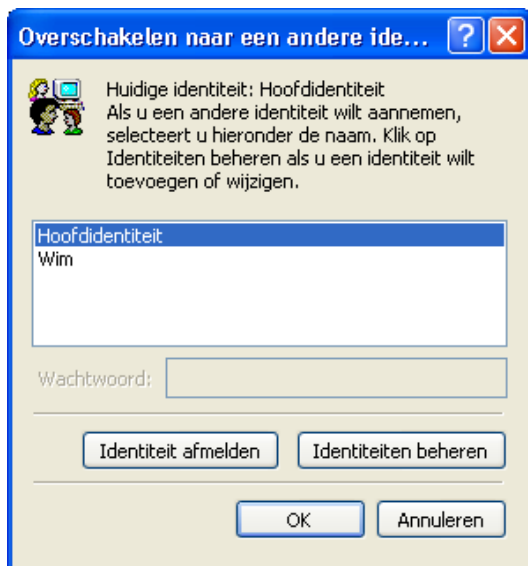 Overschakelen naar een andere ide...
Huidige identiteit: Hoofdidentiteit
Als u een andere identiteit wilt aannemen,
selecteert u hieronder de naam. Klik op
Identiteiten beheren als u een identiteit wilt
toevoegen of wijzigen.
Hoofdidentiteit
Wim
Wachtwoord:
Identiteit afmelden Identiteiten beheren
OK Annuleren